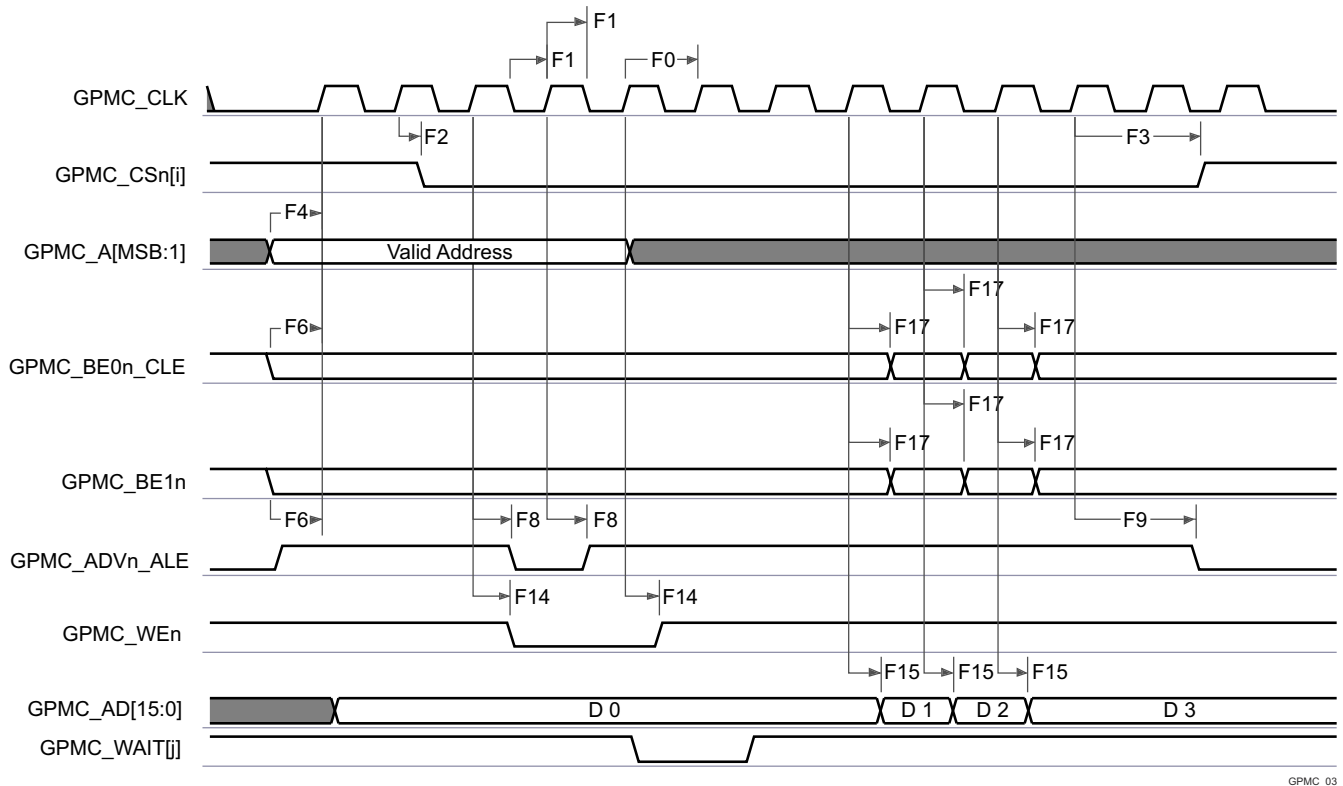 F1
F1 F0
GPMC_CLK
F2 F3
GPMC_CSn[i]
F4
GPMC_A[MSB:1] Valid Address
F17
F6 F17 F17
GPMC_BE0n_CLE
F17
F17 F17
GPMC_BE1n
F6 F8 F8 F9
GPMC_ADVn_ALE
F14 F14
GPMC_WEn
F15 F15 F15
GPMC_AD[15:0] D 0 D 1 D 2 D 3
GPMC_WAIT[j]
GPMC_03